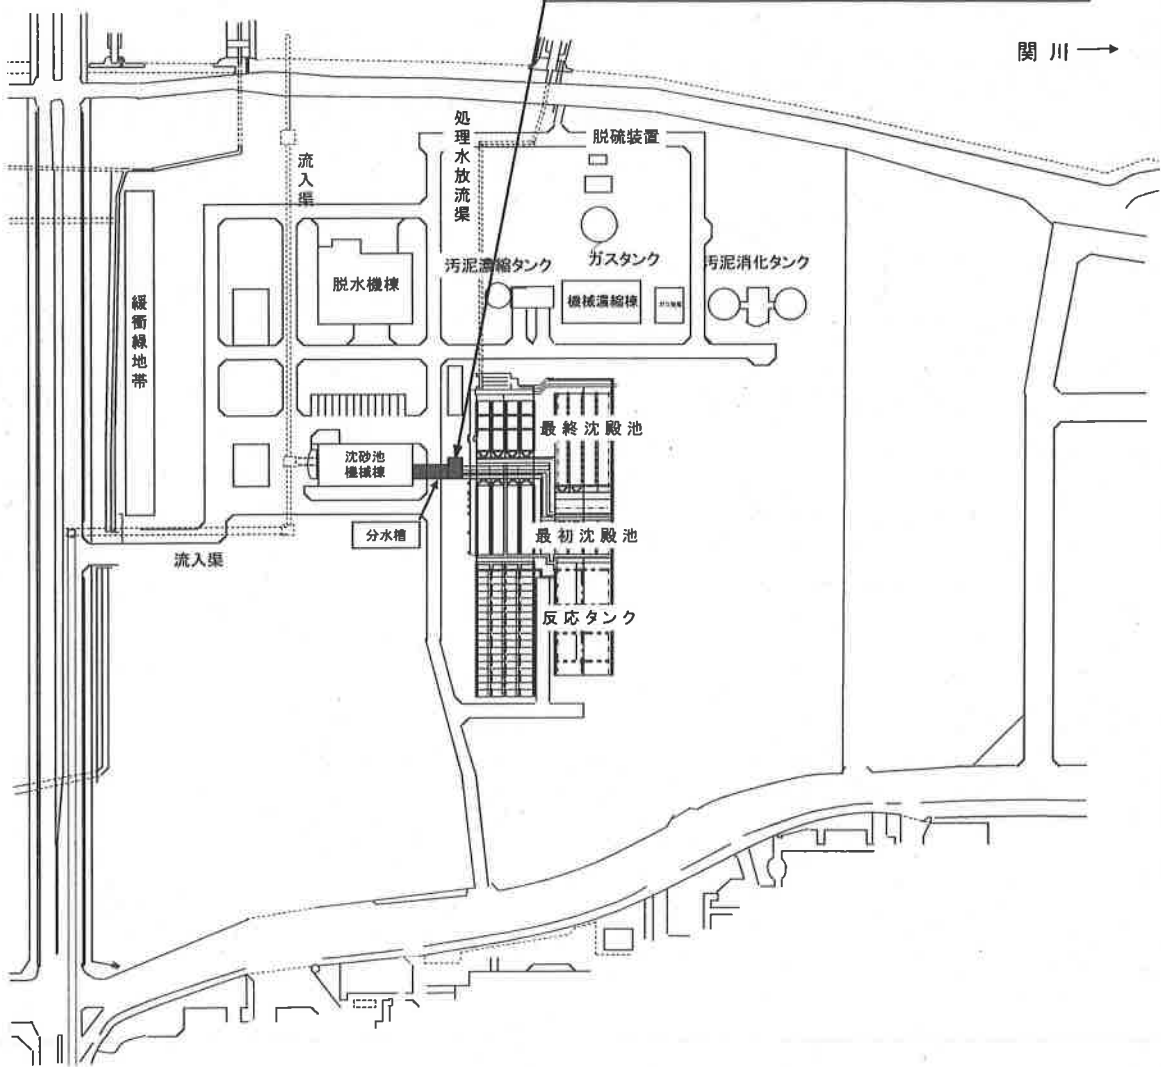 関川
処理水放流渠
脱硫装置
流入渠
汚泥濃縮タンク
ガスタンク
汚泥消化タンク
脱水機棟
機械濃縮棟
緩衝緑地帯
最終沈殿池
沈砂池
機械棟
分水槽
最初沈殿池
流入渠
反応タンク